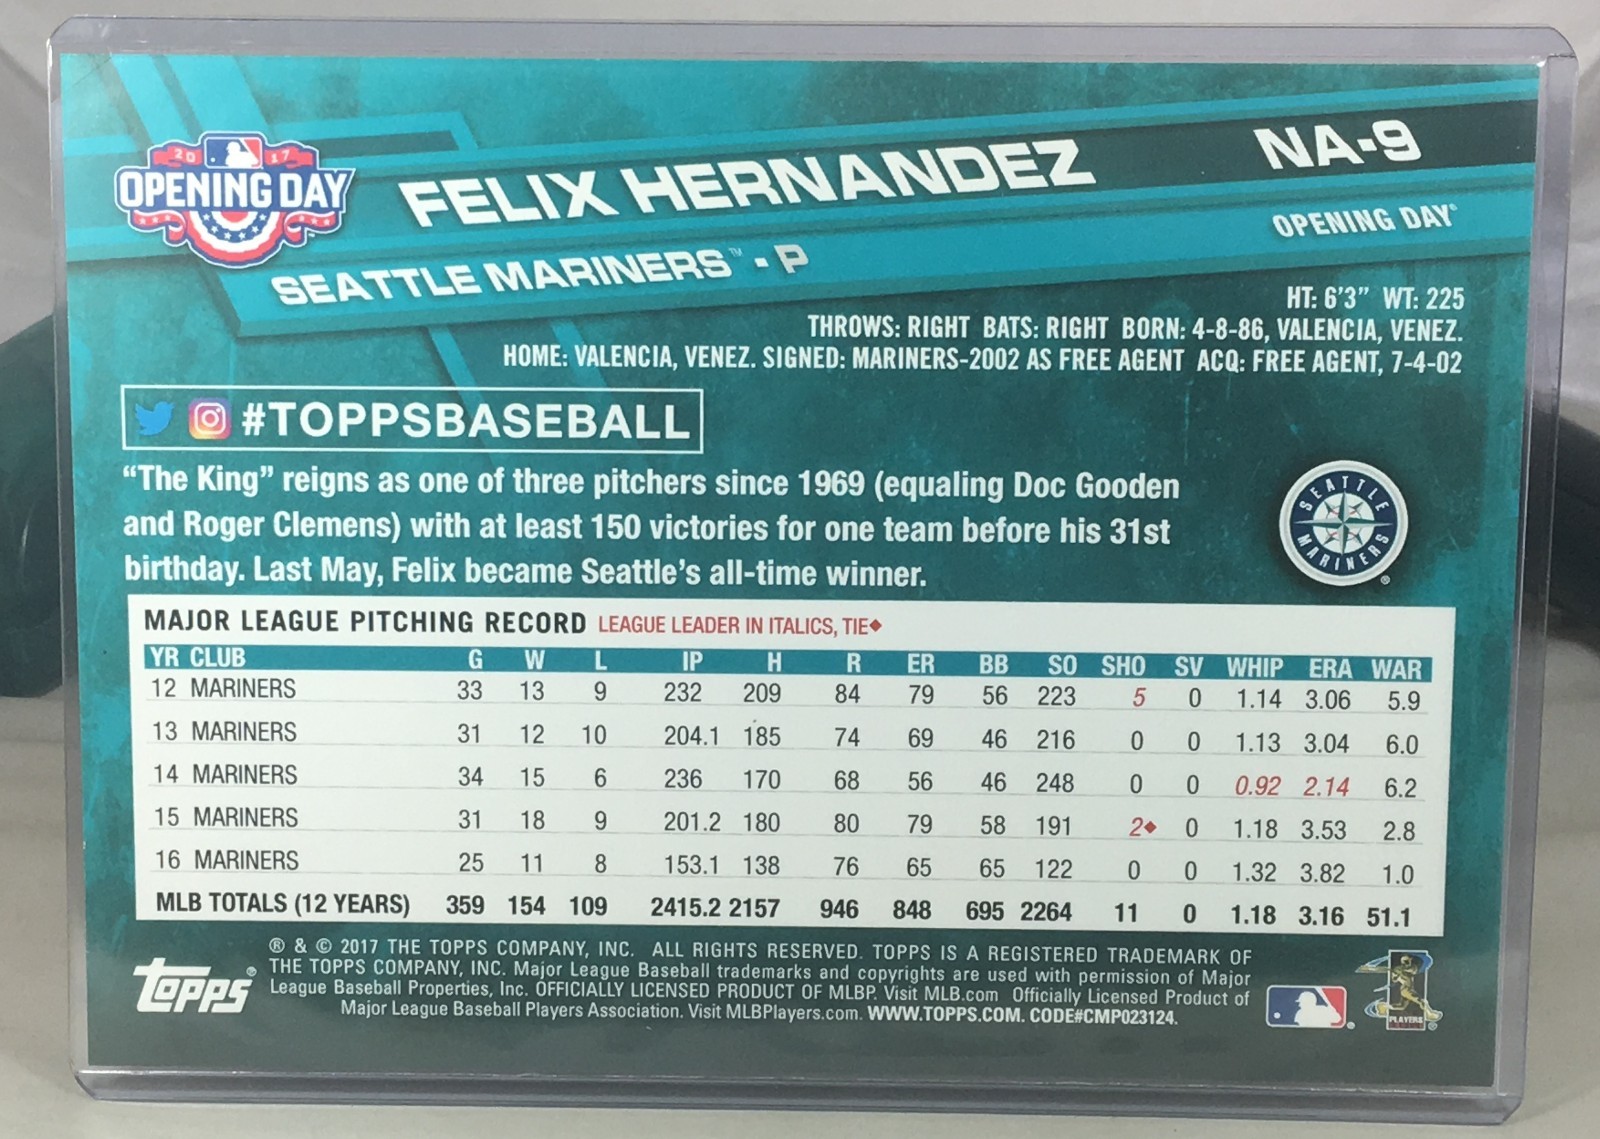 2017
OPENING DAY
FELIX HERNANDEZ
NA-9
SEATTLE MARINERS™ - P
OPENING DAY®
HT: 6'3" WT: 225
THROWS: RIGHT BATS: RIGHT BORN: 4-8-86, VALENCIA, VENEZ.
HOME: VALENCIA, VENEZ. SIGNED: MARINERS-2002 AS FREE AGENT ACQ: FREE AGENT, 7-4-02
#TOPPSBASEBALL
"The King" reigns as one of three pitchers since 1969 (equaling Doc Gooden
and Roger Clemens) with at least 150 victories for one team before his 31st
birthday. Last May, Felix became Seattle's all-time winner.
SEATTLE
MARINERS
®
MAJOR LEAGUE PITCHING RECORD LEAGUE LEADER IN ITALICS, TIE♦
YR CLUB G W L IP H R ER BB SO SHO SV WHIP ERA WAR
12 MARINERS 33 13 9 232 209 84 79 56 223 5 0 1.14 3.06 5.9
13 MARINERS 31 12 10 204.1 185 74 69 46 216 0 0 1.13 3.04 6.0
14 MARINERS 34 15 6 236 170 68 56 46 248 0 0 0.92 2.14 6.2
15 MARINERS 31 18 9 201.2 180 80 79 58 191 2♦ 0 1.18 3.53 2.8
16 MARINERS 25 11 8 153.1 138 76 65 65 122 0 0 1.32 3.82 1.0
MLB TOTALS (12 YEARS) 359 154 109 2415.2 2157 946 848 695 2264 11 0 1.18 3.16 51.1
topps®
® & © 2017 THE TOPPS COMPANY, INC. ALL RIGHTS RESERVED. TOPPS IS A REGISTERED TRADEMARK OF
THE TOPPS COMPANY, INC. Major League Baseball trademarks and copyrights are used with permission of Major
League Baseball Properties, Inc. OFFICIALLY LICENSED PRODUCT OF MLBP. Visit MLB.com Officially Licensed Product of
Major League Baseball Players Association. Visit MLBPlayers.com. WWW.TOPPS.COM. CODE#CMP023124.
PLAYERS